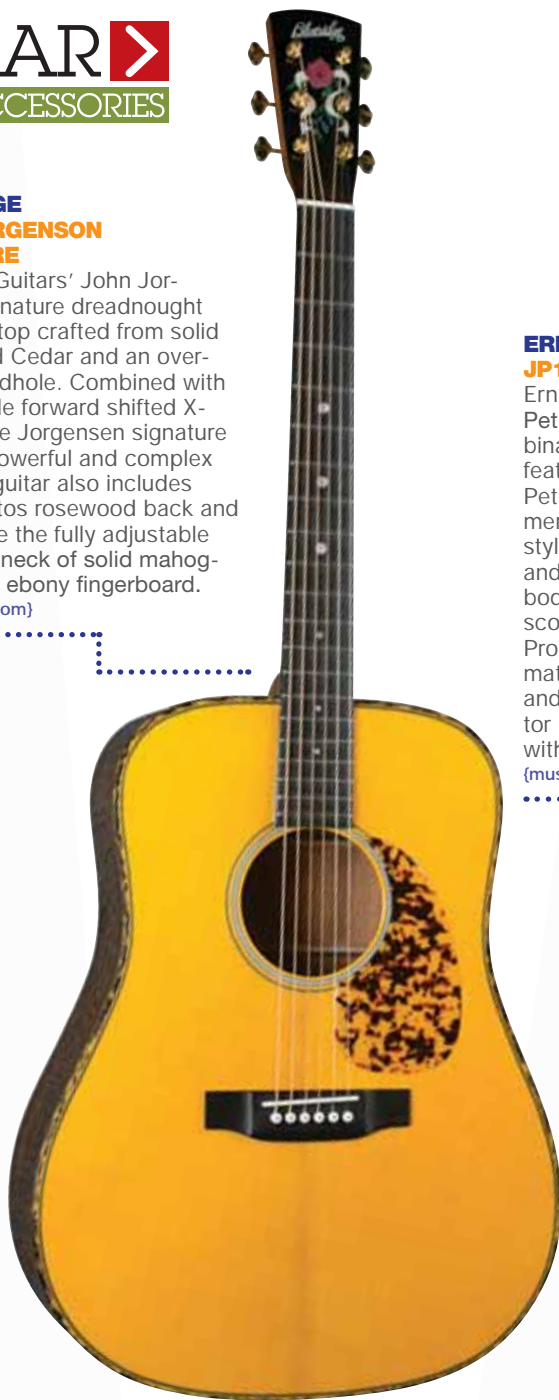 AR >
CCESSORIES
GE
RGENSON
RE
Guitars' John Jor-
nature dreadnought
top crafted from solid
d Cedar and an over-
dhole. Combined with
le forward shifted X-
e Jorgensen signature
owerful and complex
guitar also includes
tos rosewood back and
e the fully adjustable
neck of solid mahog-
ebony fingerboard.
om}
ER
JP1
Ern
Pet
bina
feat
Pet
mer
styl
and
bod
sco
Pro
mat
and
tor
with
{mus